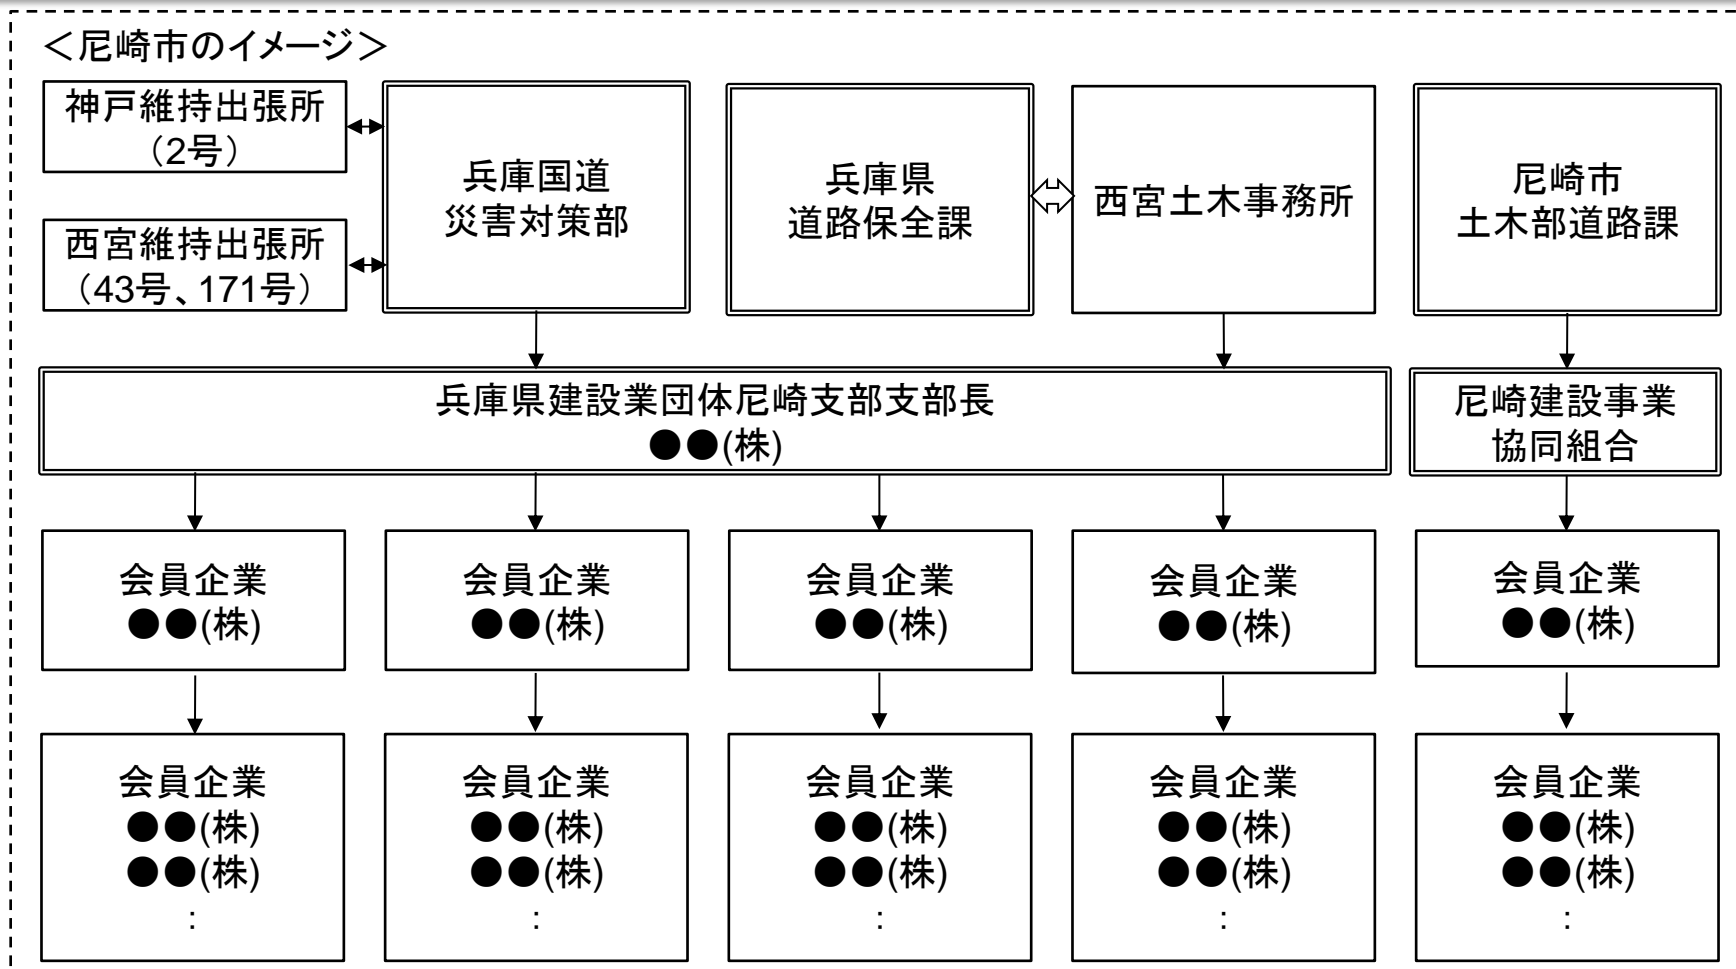 ＜尼崎市のイメージ＞
神戸維持出張所
（2号）
西宮維持出張所
（43号、171号）
兵庫国道
災害対策部
兵庫県
道路保全課
西宮土木事務所
尼崎市
土木部道路課
兵庫県建設業団体尼崎支部支部長
●●(株)
尼崎建設事業
協同組合
会員企業
●●(株)
会員企業
●●(株)
会員企業
●●(株)
会員企業
●●(株)
会員企業
●●(株)
会員企業
●●(株)
●●(株)
：
会員企業
●●(株)
●●(株)
：
会員企業
●●(株)
●●(株)
：
会員企業
●●(株)
●●(株)
：
会員企業
●●(株)
●●(株)
：